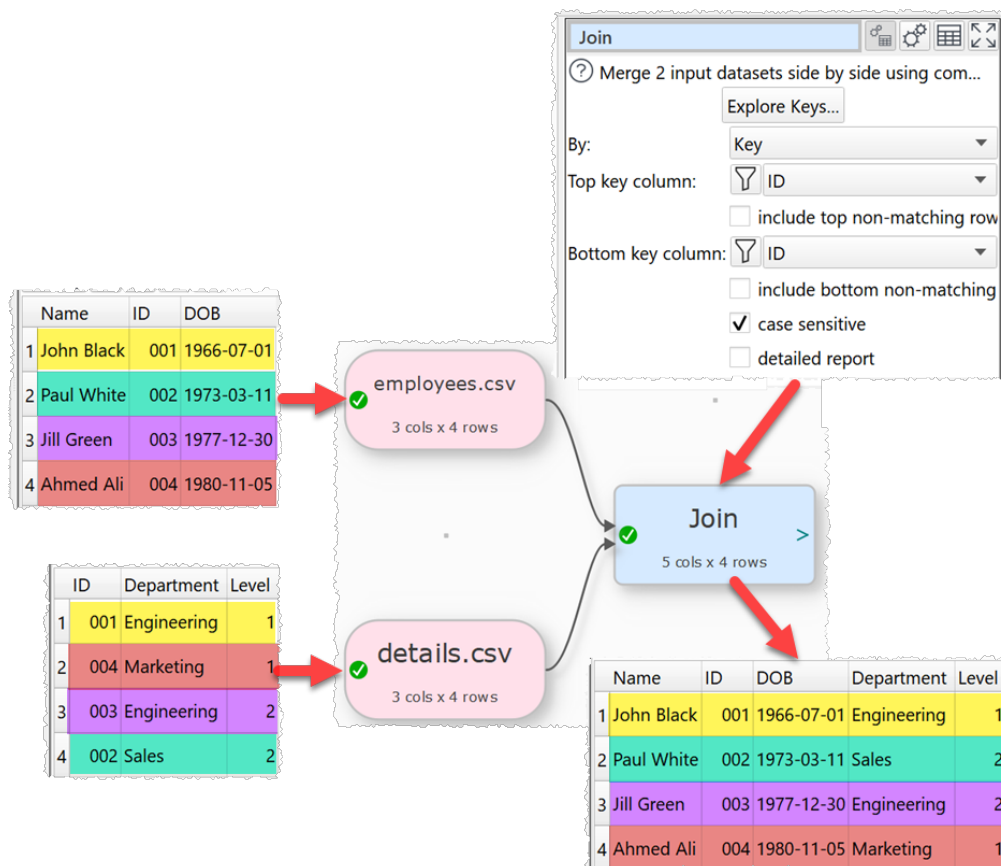 Join
Merge 2 input datasets side by side using com...
Explore Keys...
By: Key
Top key column: ID
include top non-matching row
Bottom key column: ID
include bottom non-matching
case sensitive
detailed report
Name ID DOB
1 John Black 001 1966-07-01
2 Paul White 002 1973-03-11
3 Jill Green 003 1977-12-30
4 Ahmed Ali 004 1980-11-05
employees.csv
3 cols x 4 rows
Join
>
5 cols x 4 rows
ID Department Level
1 001 Engineering 1
2 004 Marketing 1
3 003 Engineering 2
4 002 Sales 2
details.csv
3 cols x 4 rows
Name ID DOB Department Level
1 John Black 001 1966-07-01 Engineering 1
2 Paul White 002 1973-03-11 Sales 2
3 Jill Green 003 1977-12-30 Engineering 2
4 Ahmed Ali 004 1980-11-05 Marketing 1